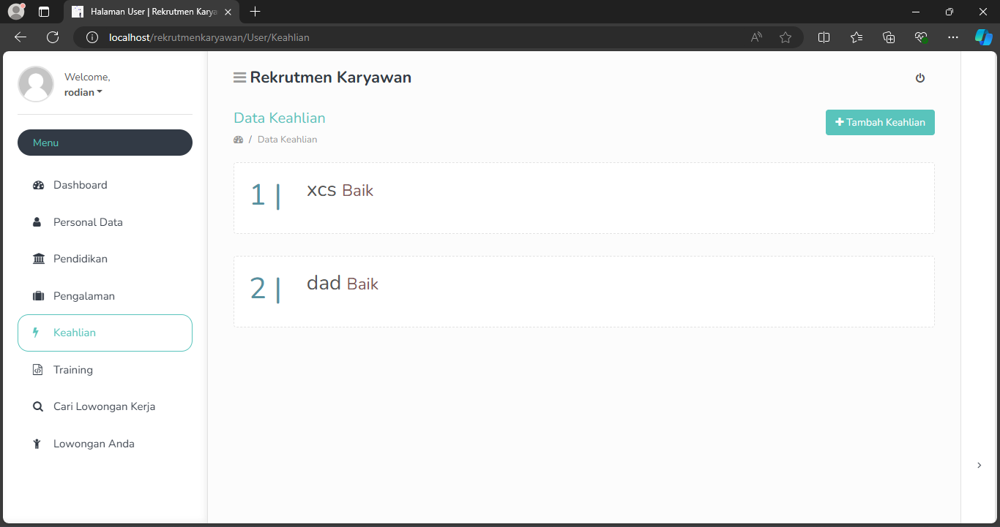 Halaman User | Rekrutmen Karya
localhost/rekrutmenkaryawan/User/Keahlian
Welcome,
rodian
Menu
Dashboard
Personal Data
Pendidikan
Pengalaman
Keahlian
Training
Cari Lowongan Kerja
Lowongan Anda
Rekrutmen Karyawan
Data Keahlian
/ Data Keahlian
Tambah Keahlian
1 | xcs Baik
2 | dad Baik